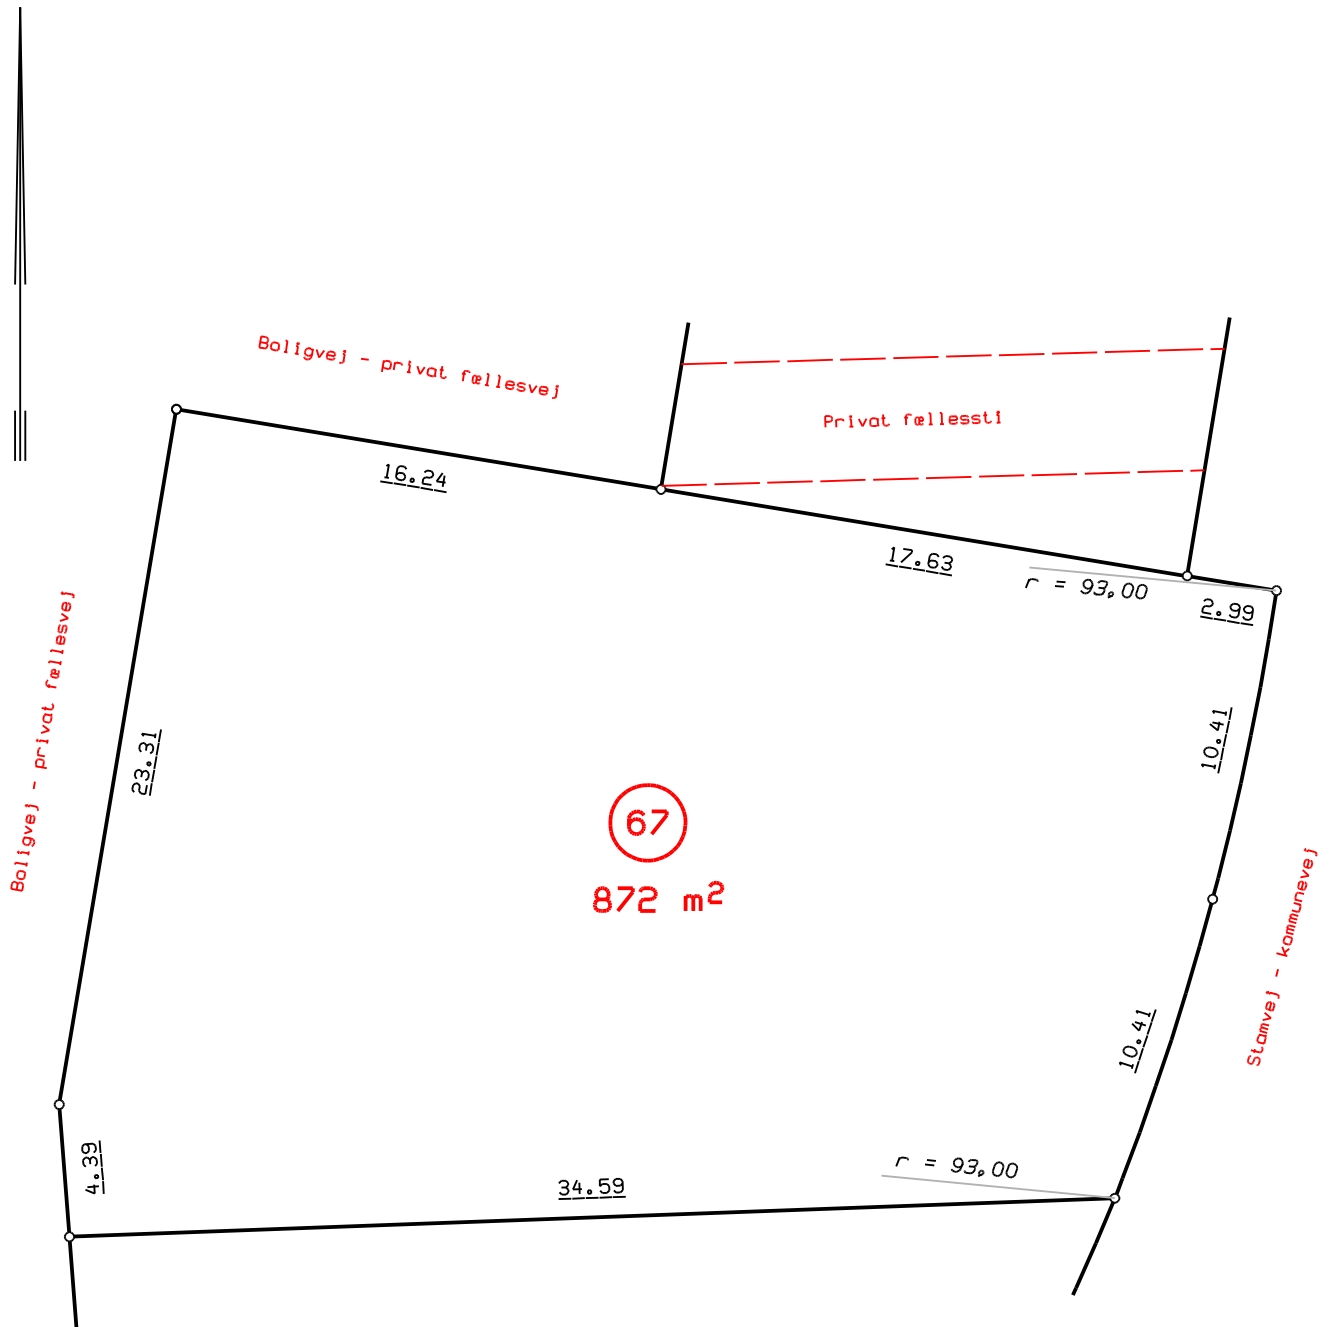 Boligvej - privat fællesvej
Privat fællessti
16.24
17.63
r = 93,00
2.99
Boligvej - privat fællesvej
23.31
10.41
67
872 m²
Stamvej - kommunevej
10.41
4.39
r = 93,00
34.59